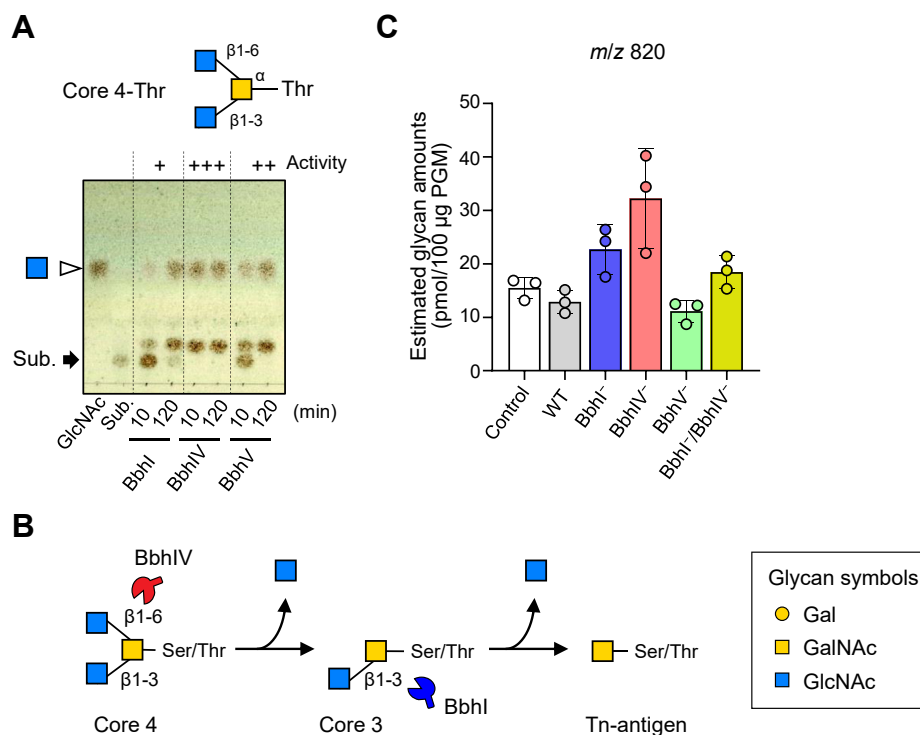 A
β1-6
α
Core 4-Thr
Thr
β1-3
+ +++ ++ Activity
Sub.
GlcNAc Sub. 10 120 10 120 10 120 (min)
BbhI BbhIV BbhV
C
m/z 820
Estimated glycan amounts
(pmol/100 µg PGM)
50
40
30
20
10
0
Control WT BbhI⁻ BbhIV⁻ BbhV⁻ BbhI⁻/BbhIV⁻
B
BbhIV
β1-6
Ser/Thr Ser/Thr Ser/Thr
β1-3 β1-3
BbhI
Core 4 Core 3 Tn-antigen
Glycan symbols
Gal
GalNAc
GlcNAc